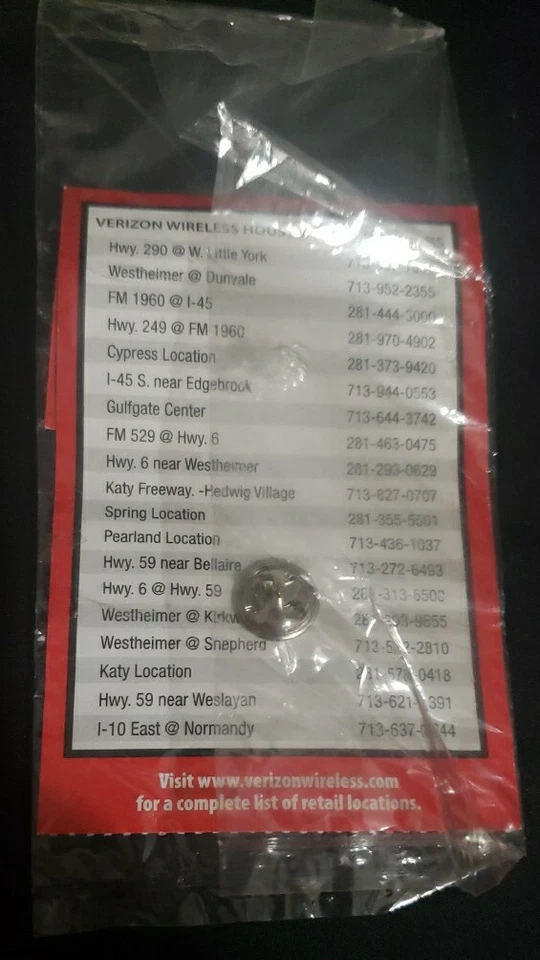 VERIZON WIRELESS
Hwy. 290 @ W. Little York
Westheimer @ Dunvale 713-952-2355
FM 1960 @ I-45 281-444-3000
Hwy. 249 @ FM 1960 281-970-4902
Cypress Location 281-373-9420
I-45 S. near Edgebrook 713-944-0553
Gulfgate Center 713-644-3742
FM 529 @ Hwy. 6 281-463-0475
Hwy. 6 near Westheimer 281-293-0829
Katy Freeway. -Hedwig Village 713-827-0707
Spring Location 281-355-5501
Pearland Location 713-436-1037
Hwy. 59 near Bellaire 713-272-6493
Hwy. 6 @ Hwy. 59
Westheimer @
Westheimer @ Shepherd
Katy Location
Hwy. 59 near Weslayan
I-10 East @ Normandy
Visit www.verizonwireless.com
for a complete list of retail locations.